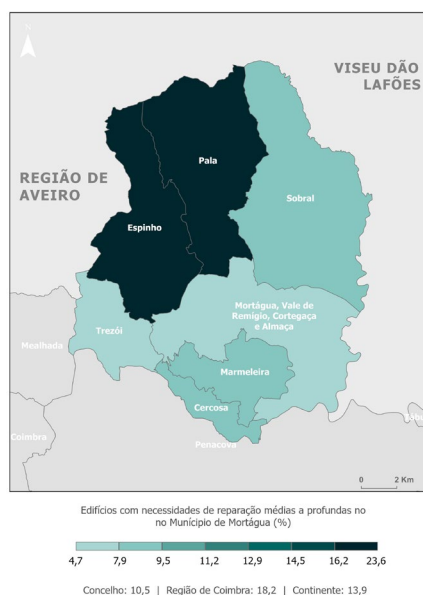 N
VISEU DÃO
LAFÕES
Pala
REGIÃO DE
AVEIRO
Sobral
Espinho
Mortágua, Vale de
Remígio, Cortegaça
e Almaça
Trezói
Mealhada
Marmeleira
Cercosa
Coimbra
Penacova
0 2 Km
Edifícios com necessidades de reparação médias a profundas no
no Munícipio de Mortágua (%)
4,7 7,9 9,5 11,2 12,9 14,5 16,2 23,6
Concelho: 10,5 | Região de Coimbra: 18,2 | Continente: 13,9